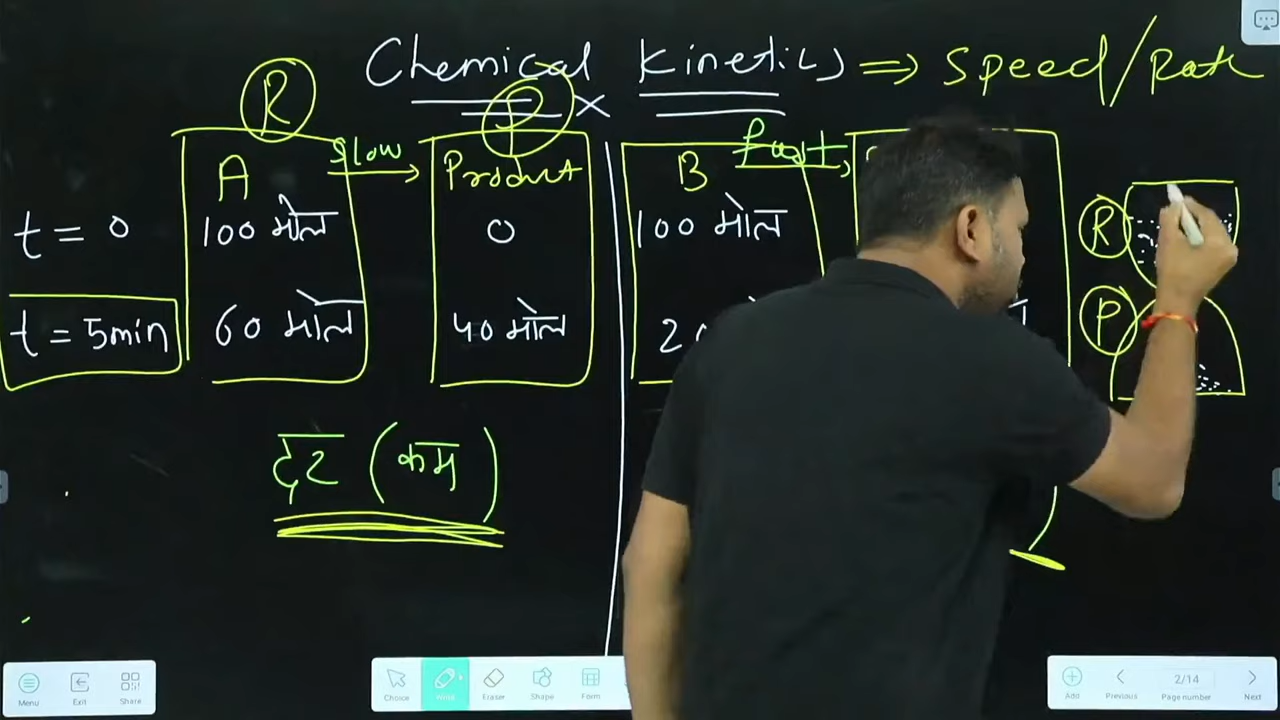 Chemical Kinetics ⇒ Speed/Rate
R P ×
A Slow → Product B Fast →
t = 0 100 मोल 0 100 मोल R
t = 5min 60 मोल 40 मोल P
दर (कम)
Menu Exit Share Choice Eraser Shape Form Add Previous 2/14 Page number Next